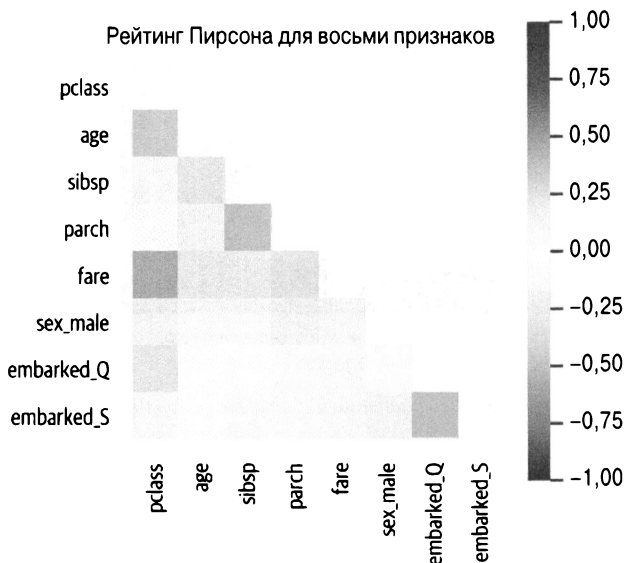 Рейтинг Пирсона для восьми признаков
1,00
0,75
0,50
0,25
0,00
−0,25
−0,50
−0,75
−1,00
pclass
age
sibsp
parch
fare
sex_male
embarked_Q
embarked_S
pclass
age
sibsp
parch
fare
sex_male
embarked_Q
embarked_S